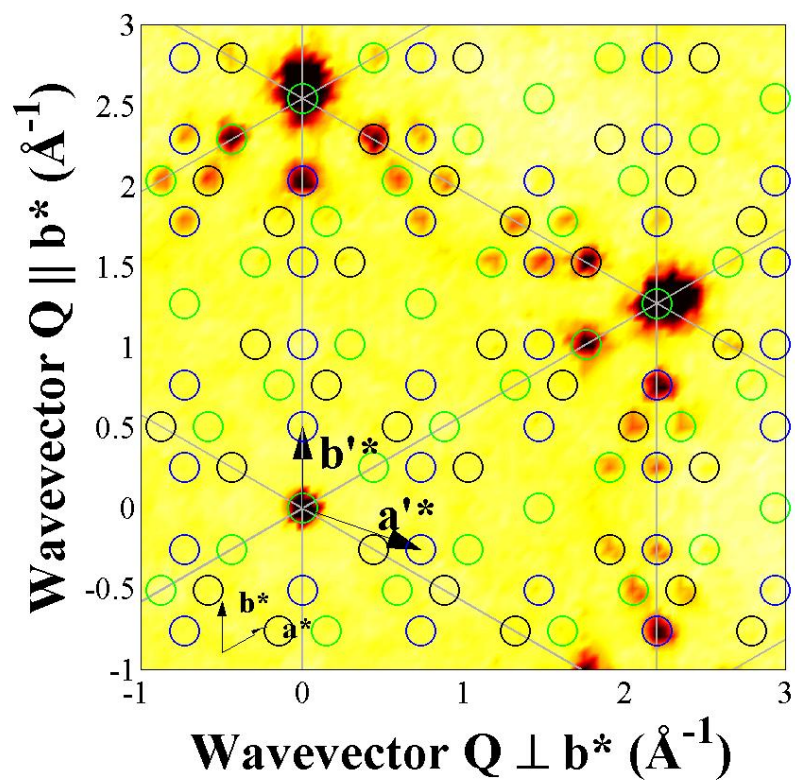 3
2.5
2
1.5
1
0.5
0
-0.5
-1
-1 0 1 2 3
Wavevector Q || b* (Å⁻¹)
Wavevector Q ⊥ b* (Å⁻¹)
b'*
a'*
b*
a*